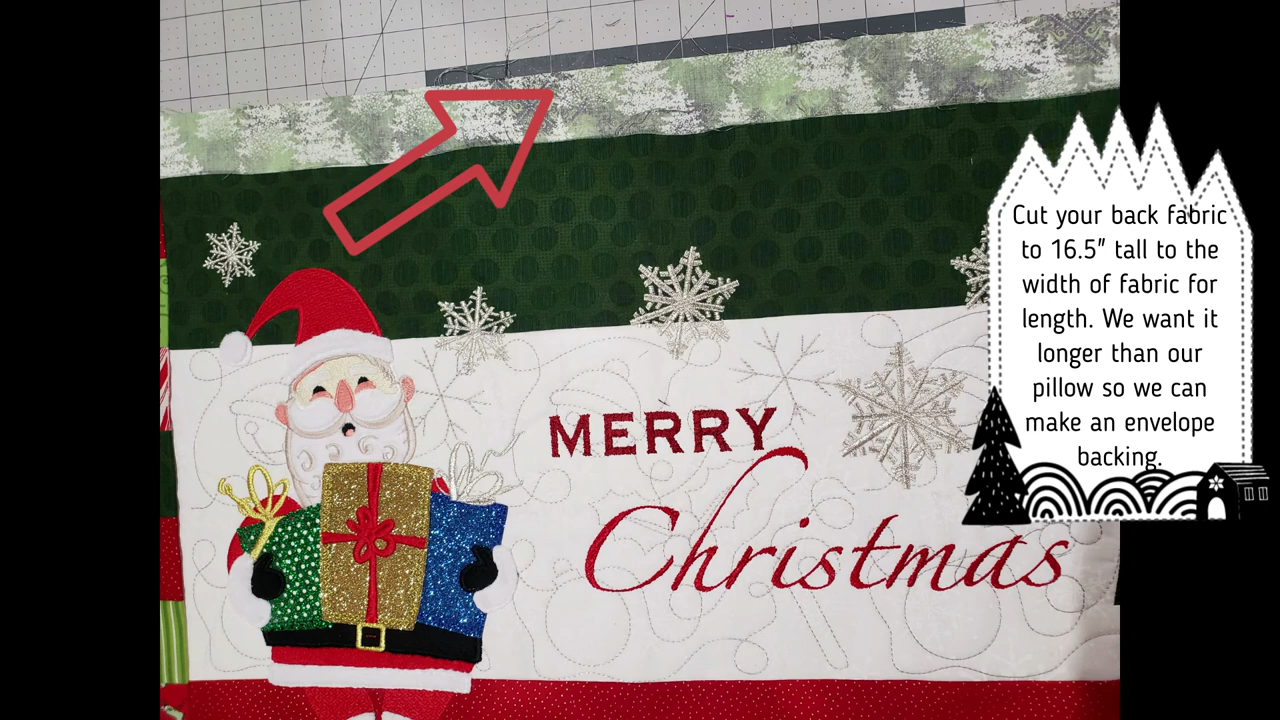 MERRY
Christmas
Cut your back fabric
to 16.5" tall to the
width of fabric for
length. We want it
longer than our
pillow so we can
make an envelope
backing.